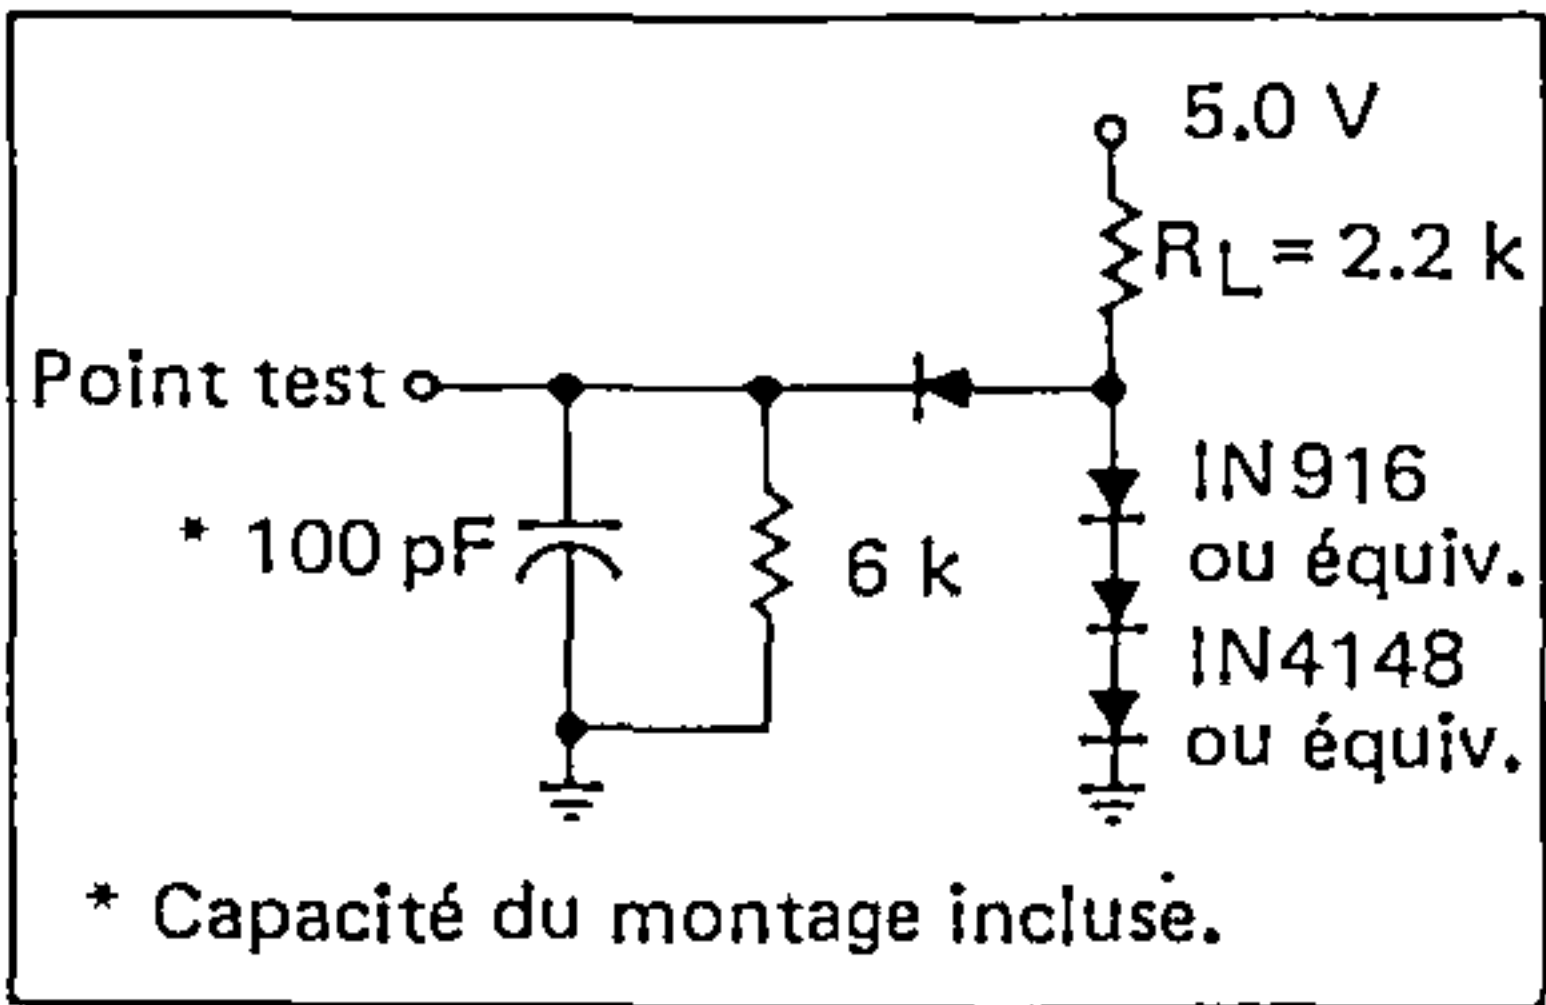 5.0 V
RL = 2.2 k
Point test
IN916
ou équiv.
* 100 pF
6 k
IN4148
ou équiv.
* Capacité du montage incluse.